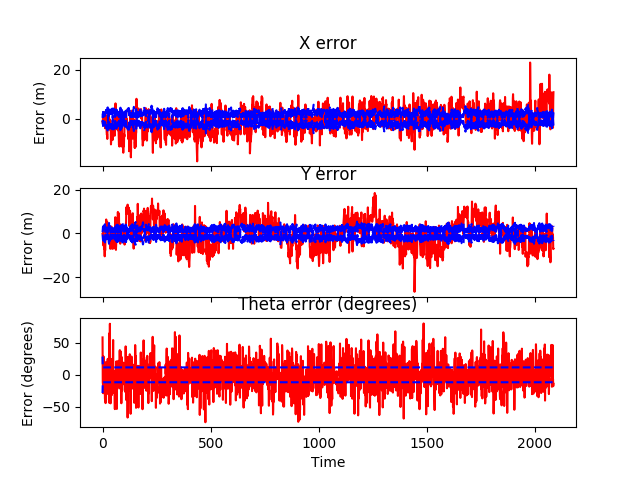 X error
20
0
Error (m)
Y error
20
0
−20
Error (m)
Theta error (degrees)
50
0
−50
Error (degrees)
0 500 1000 1500 2000
Time